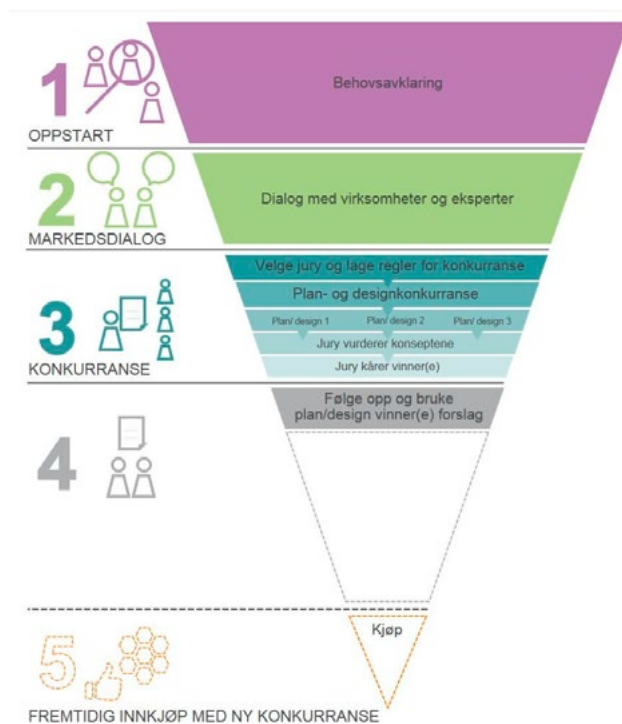 1
OPPSTART
Behovsavklaring
2
MARKEDSDIALOG
Dialog med virksomheter og eksperter
3
KONKURRANSE
Velge jury og lage regler for konkurranse
Plan- og designkonkurranse
Plan/ design 1
Plan/ design 2
Plan/ design 3
Jury vurderer konseptene
Jury kårer vinner(e)
4
Følge opp og bruke
plan/design vinner(e) forslag
5
Kjøp
FREMTIDIG INNKJØP MED NY KONKURRANSE